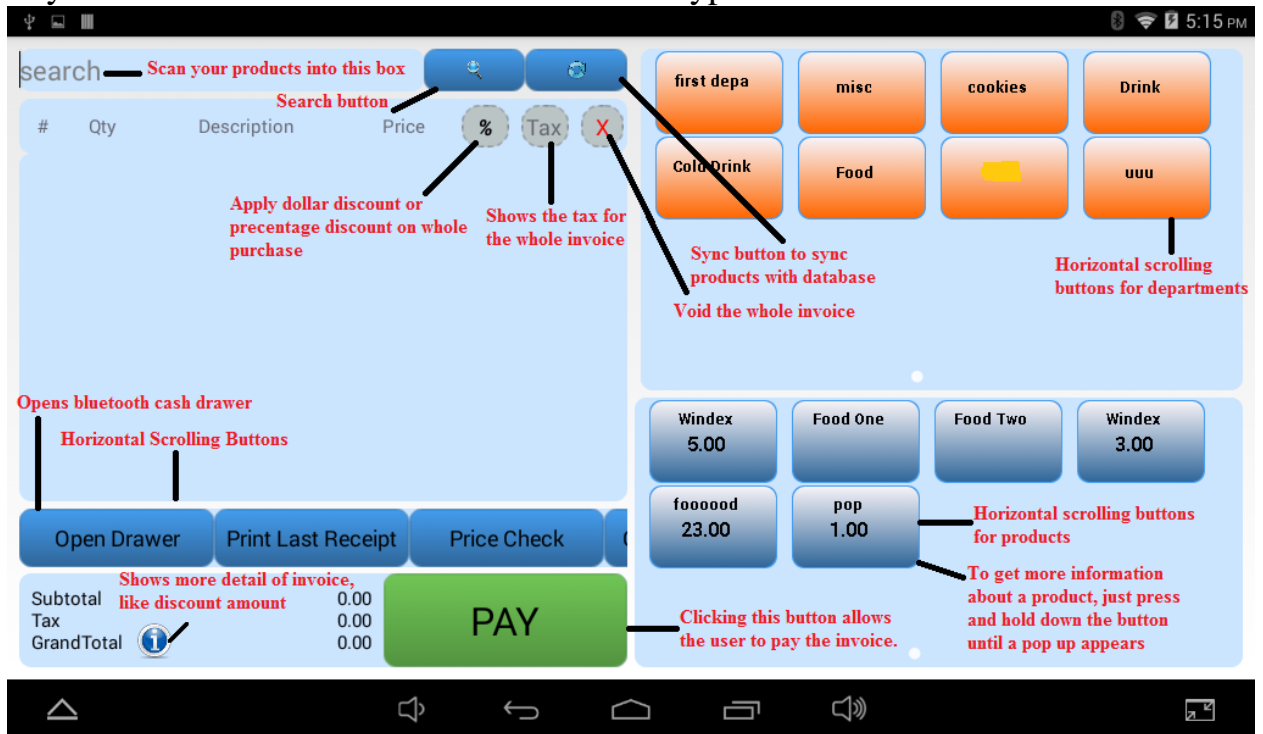 5:15 PM
search
Scan your products into this box
Search button
# Qty Description Price % Tax X
Apply dollar discount or
precentage discount on whole
purchase
Shows the tax for
the whole invoice
Sync button to sync
products with database
Void the whole invoice
first depa
misc
cookies
Drink
Cold Drink
Food
uuu
Horizontal scrolling
buttons for departments
Opens bluetooth cash drawer
Horizontal Scrolling Buttons
Open Drawer
Print Last Receipt
Price Check
Shows more detail of invoice,
like discount amount
Subtotal 0.00
Tax 0.00
GrandTotal 0.00
PAY
Clicking this button allows
the user to pay the invoice.
Windex
5.00
Food One
Food Two
Windex
3.00
foooood
23.00
pop
1.00
Horizontal scrolling buttons
for products
To get more information
about a product, just press
and hold down the button
until a pop up appears